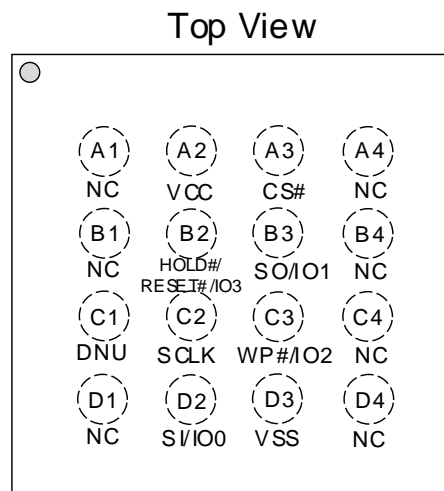 Top View
A1 A2 A3 A4
NC VCC CS# NC
B1 B2 B3 B4
NC HOLD#/ SO/IO1 NC
RESET#/IO3
C1 C2 C3 C4
DNU SCLK WP#/IO2 NC
D1 D2 D3 D4
NC SI/IO0 VSS NC